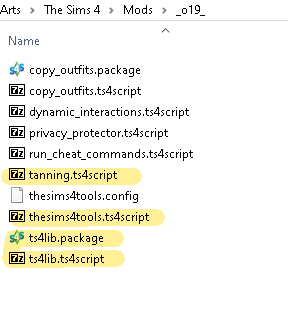 Arts > The Sims 4 > Mods > _o19_
Name
copy_outfits.package
copy_outfits.ts4script
dynamic_interactions.ts4script
privacy_protector.ts4script
run_cheat_commands.ts4script
tanning.ts4script
thesims4tools.config
thesims4tools.ts4script
ts4lib.package
ts4lib.ts4script